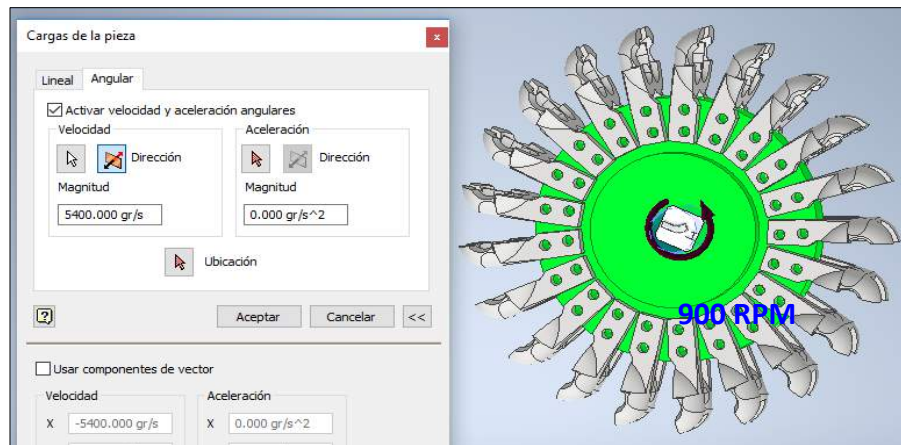 Cargas de la pieza
x
Lineal Angular
Activar velocidad y aceleración angulares
Velocidad Aceleración
Dirección Dirección
Magnitud Magnitud
5400.000 gr/s 0.000 gr/s^2
Ubicación
? Aceptar Cancelar <<
900 RPM
Usar componentes de vector
Velocidad Aceleración
X -5400.000 gr/s X 0.000 gr/s^2